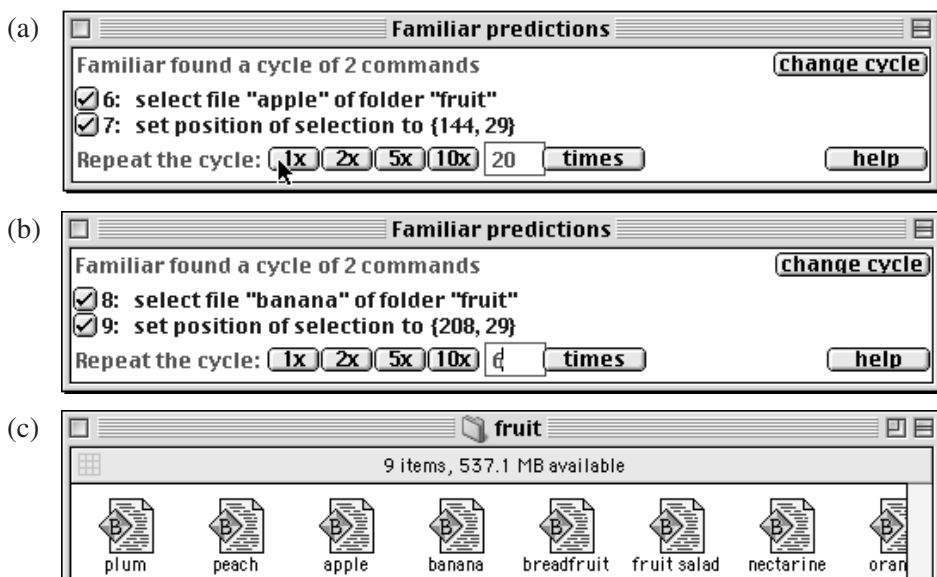 (a)
Familiar predictions
Familiar found a cycle of 2 commands change cycle
6: select file "apple" of folder "fruit"
7: set position of selection to {144, 29}
Repeat the cycle: 1x 2x 5x 10x 20 times help
(b)
Familiar predictions
Familiar found a cycle of 2 commands change cycle
8: select file "banana" of folder "fruit"
9: set position of selection to {208, 29}
Repeat the cycle: 1x 2x 5x 10x 6 times help
(c)
fruit
9 items, 537.1 MB available
plum peach apple banana breadfruit fruit salad nectarine oran